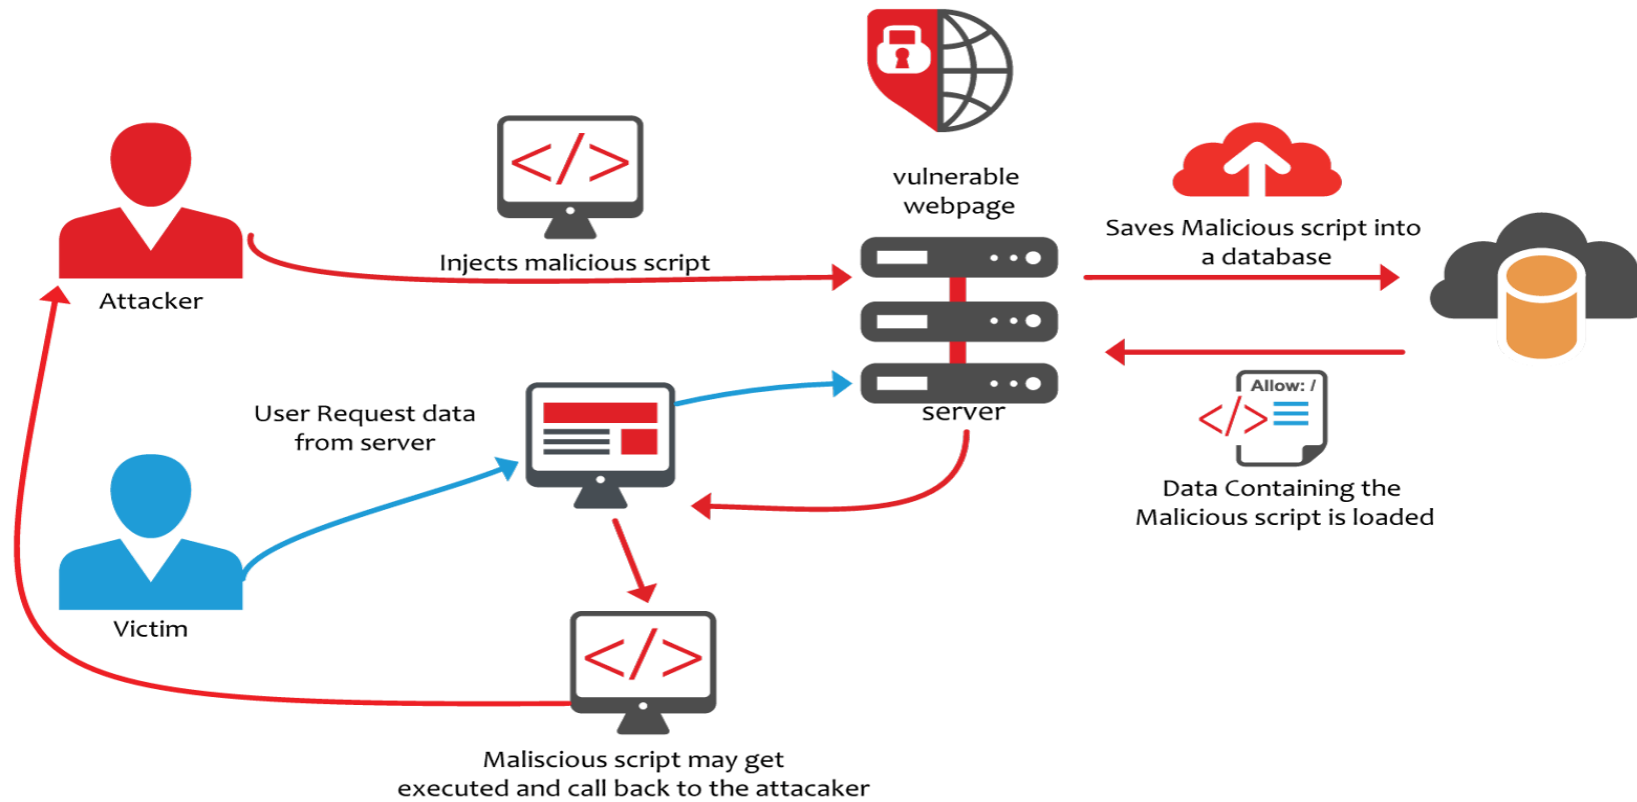 vulnerable
webpage
Saves Malicious script into
a database
Injects malicious script
Attacker
Allow: /
User Request data
from server
server
Data Containing the
Malicious script is loaded
Victim
Maliscious script may get
executed and call back to the attacaker